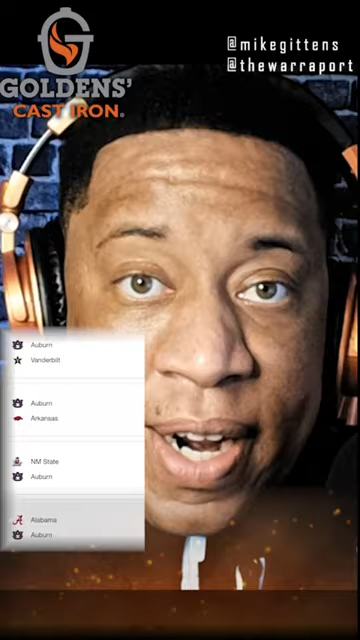 GOLDENS'
CAST IRON®
@mikegittens
@thewarraport
Auburn
Vanderbilt
Auburn
Arkansas
NM State
Auburn
Alabama
Auburn